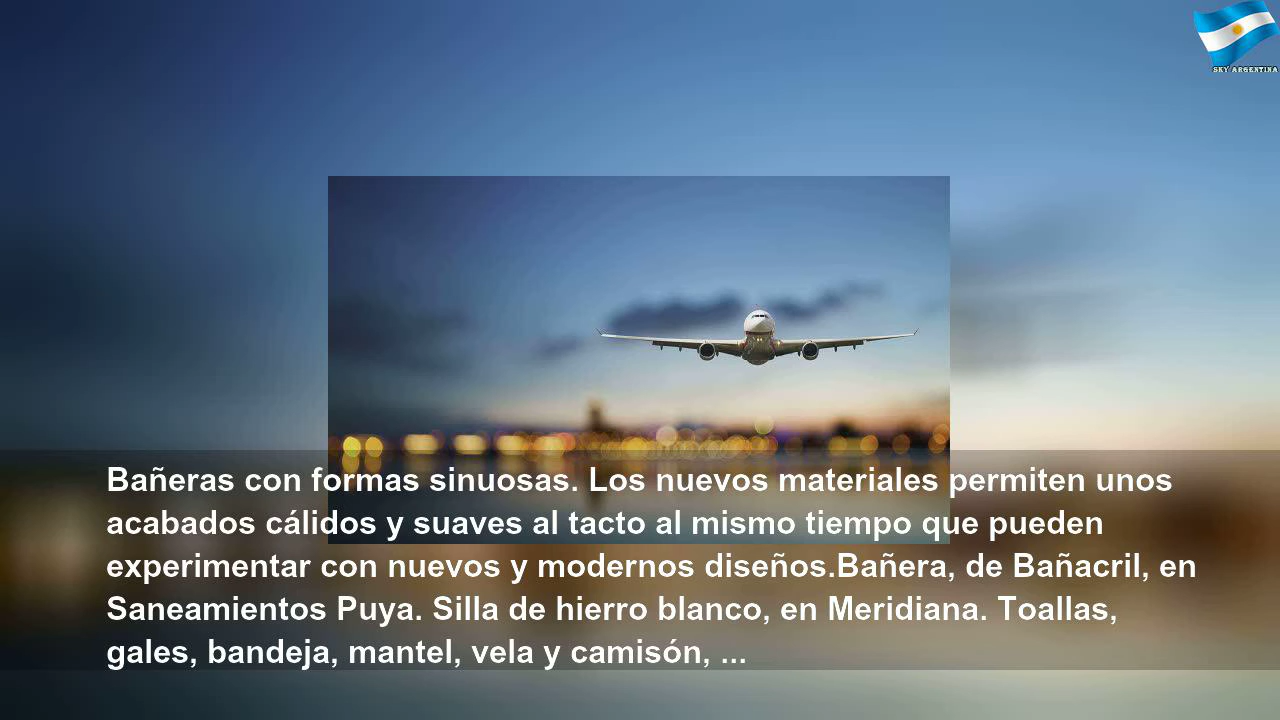 SKY ARGENTINA
Bañeras con formas sinuosas. Los nuevos materiales permiten unos
acabados cálidos y suaves al tacto al mismo tiempo que pueden
experimentar con nuevos y modernos diseños.Bañera, de Bañacril, en
Saneamientos Puya. Silla de hierro blanco, en Meridiana. Toallas,
gales, bandeja, mantel, vela y camisón, ...